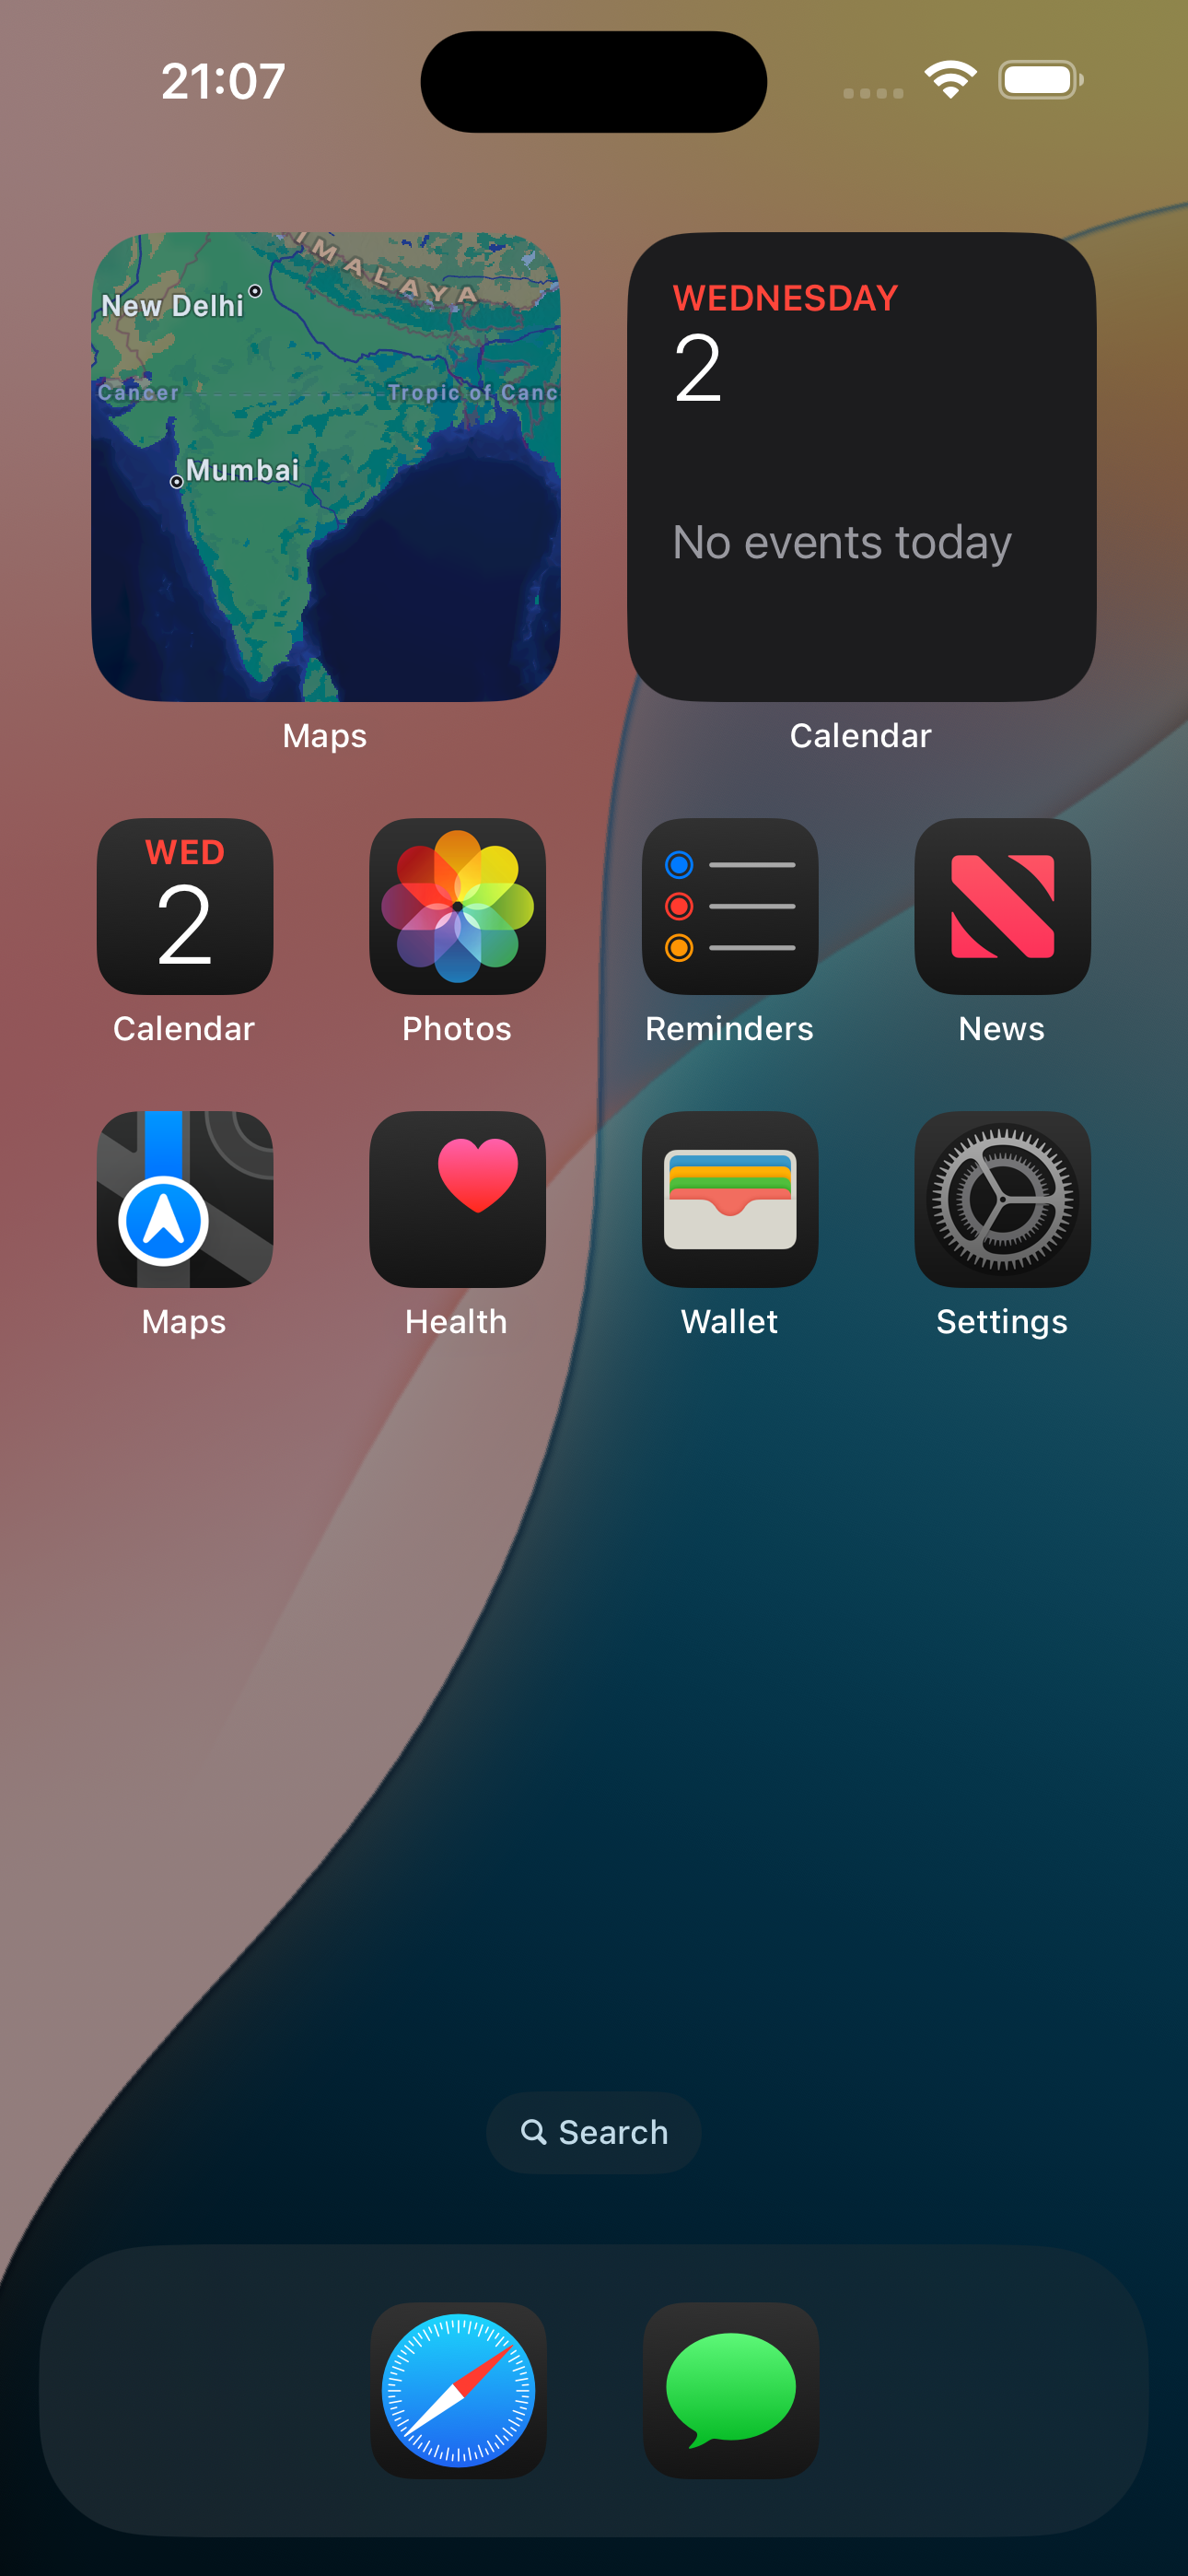 21:07
IMALAYA
New Delhi
Cancer
Tropic of Canc
Mumbai
WEDNESDAY
2
No events today
Maps
Calendar
WED
2
Calendar
Photos
Reminders
News
Maps
Health
Wallet
Settings
Search